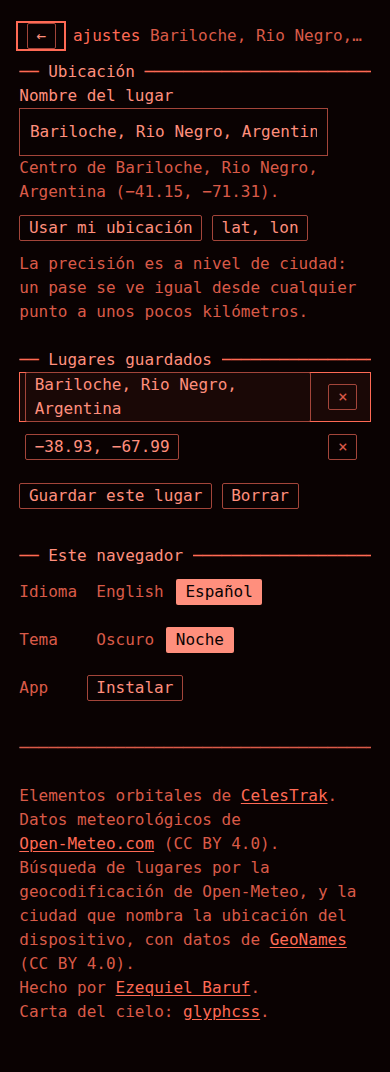 ← ajustes Bariloche, Rio Negro,…
Ubicación
Nombre del lugar
Bariloche, Rio Negro, Argentin
Centro de Bariloche, Rio Negro,
Argentina (−41.15, −71.31).
Usar mi ubicación lat, lon
La precisión es a nivel de ciudad:
un pase se ve igual desde cualquier
punto a unos pocos kilómetros.
Lugares guardados
Bariloche, Rio Negro,
Argentina ×
−38.93, −67.99 ×
Guardar este lugar Borrar
Este navegador
Idioma English Español
Tema Oscuro Noche
App Instalar
Elementos orbitales de CelesTrak.
Datos meteorológicos de
Open-Meteo.com (CC BY 4.0).
Búsqueda de lugares por la
geocodificación de Open-Meteo, y la
ciudad que nombra la ubicación del
dispositivo, con datos de GeoNames
(CC BY 4.0).
Hecho por Ezequiel Baruf.
Carta del cielo: glyphcss.